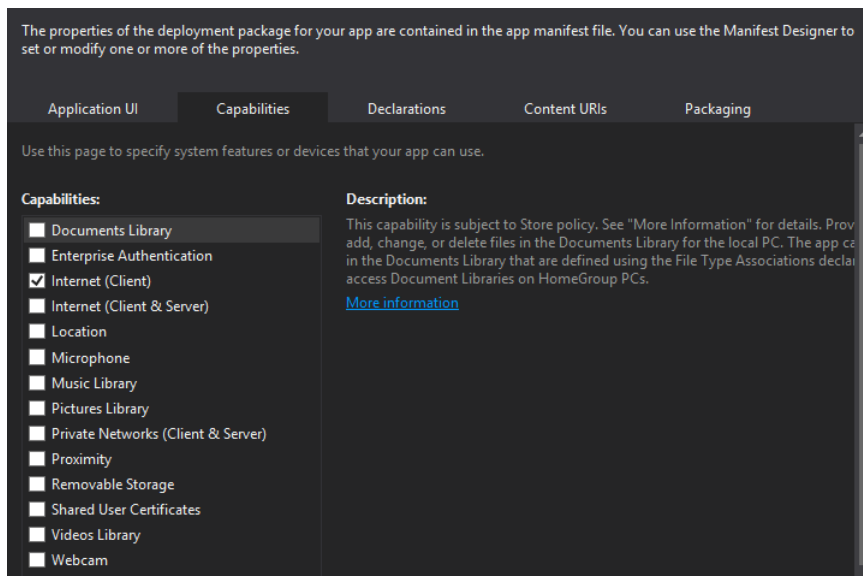 The properties of the deployment package for your app are contained in the app manifest file. You can use the Manifest Designer to
set or modify one or more of the properties.
Application UI
Capabilities
Declarations
Content URIs
Packaging
Use this page to specify system features or devices that your app can use.
Capabilities:
Documents Library
Enterprise Authentication
Internet (Client)
Internet (Client & Server)
Location
Microphone
Music Library
Pictures Library
Private Networks (Client & Server)
Proximity
Removable Storage
Shared User Certificates
Videos Library
Webcam
Description:
This capability is subject to Store policy. See "More Information" for details. Prov
add, change, or delete files in the Documents Library for the local PC. The app ca
in the Documents Library that are defined using the File Type Associations declar
access Document Libraries on HomeGroup PCs.
More information